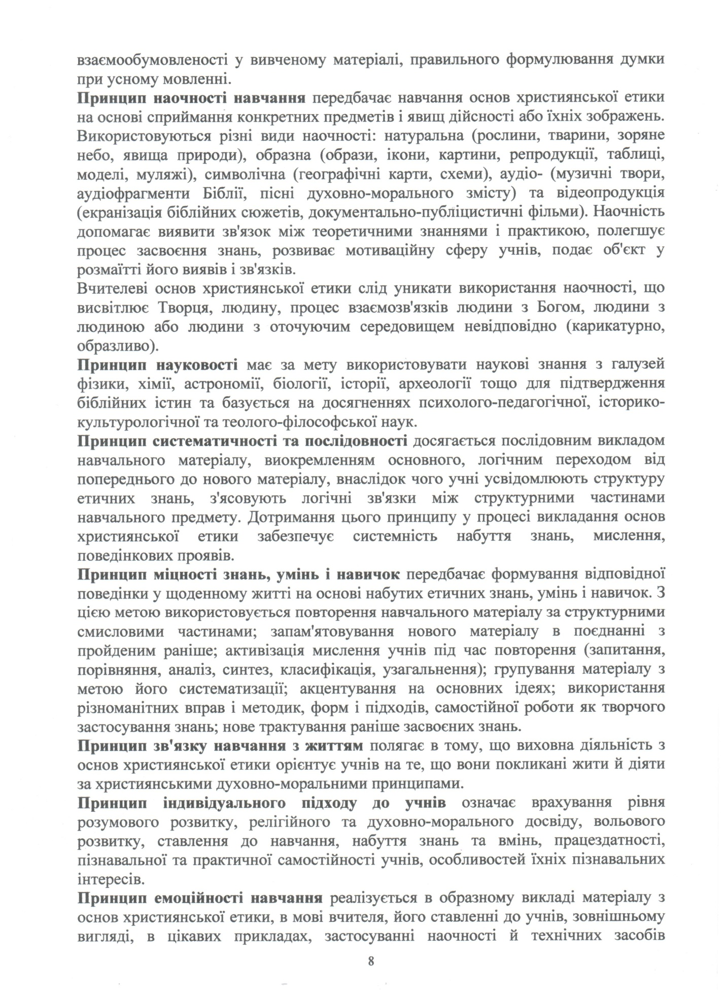 взаємообумовленості у вивченому матеріалі, правильного формулювання думки
при усному мовленні.
Принцип наочності навчання передбачає навчання основ християнської етики
на основі сприймання конкретних предметів і явищ дійсності або їхніх зображень.
Використовуються різні види наочності: натуральна (рослини, тварини, зоряне
небо, явища природи), образна (образи, ікони, картини, репродукції, таблиці,
моделі, муляжі), символічна (географічні карти, схеми), аудіо- (музичні твори,
аудіофрагменти Біблії, пісні духовно-морального змісту) та відеопродукція
(екранізація біблійних сюжетів, документально-публіцистичні фільми). Наочність
допомагає виявити зв'язок між теоретичними знаннями і практикою, полегшує
процес засвоєння знань, розвиває мотиваційну сферу учнів, подає об'єкт у
розмаїтті його виявів і зв'язків.
Вчителеві основ християнської етики слід уникати використання наочності, що
висвітлює Творця, людину, процес взаємозв'язків людини з Богом, людини з
людиною або людини з оточуючим середовищем невідповідно (карикатурно,
образливо).
Принцип науковості має за мету використовувати наукові знання з галузей
фізики, хімії, астрономії, біології, історії, археології тощо для підтвердження
біблійних істин та базується на досягненнях психолого-педагогічної, історико-
культурологічної та теолого-філософської наук.
Принцип систематичності та послідовності досягається послідовним викладом
навчального матеріалу, виокремленням основного, логічним переходом від
попереднього до нового матеріалу, внаслідок чого учні усвідомлюють структуру
етичних знань, з'ясовують логічні зв'язки між структурними частинами
навчального предмету. Дотримання цього принципу у процесі викладання основ
християнської етики забезпечує системність набуття знань, мислення,
поведінкових проявів.
Принцип міцності знань, умінь і навичок передбачає формування відповідної
поведінки у щоденному житті на основі набутих етичних знань, умінь і навичок. З
цією метою використовується повторення навчального матеріалу за структурними
смисловими частинами; запам'ятовування нового матеріалу в поєднанні з
пройденим раніше; активізація мислення учнів під час повторення (запитання,
порівняння, аналіз, синтез, класифікація, узагальнення); групування матеріалу з
метою його систематизації; акцентування на основних ідеях; використання
різноманітних вправ і методик, форм і підходів, самостійної роботи як творчого
застосування знань; нове трактування раніше засвоєних знань.
Принцип зв'язку навчання з життям полягає в тому, що виховна діяльність з
основ християнської етики орієнтує учнів на те, що вони покликані жити й діяти
за християнськими духовно-моральними принципами.
Принцип індивідуального підходу до учнів означає врахування рівня
розумового розвитку, релігійного та духовно-морального досвіду, вольового
розвитку, ставлення до навчання, набуття знань та вмінь, працездатності,
пізнавальної та практичної самостійності учнів, особливостей їхніх пізнавальних
інтересів.
Принцип емоційності навчання реалізується в образному викладі матеріалу з
основ християнської етики, в мові вчителя, його ставленні до учнів, зовнішньому
вигляді, в цікавих прикладах, застосуванні наочності й технічних засобів
8